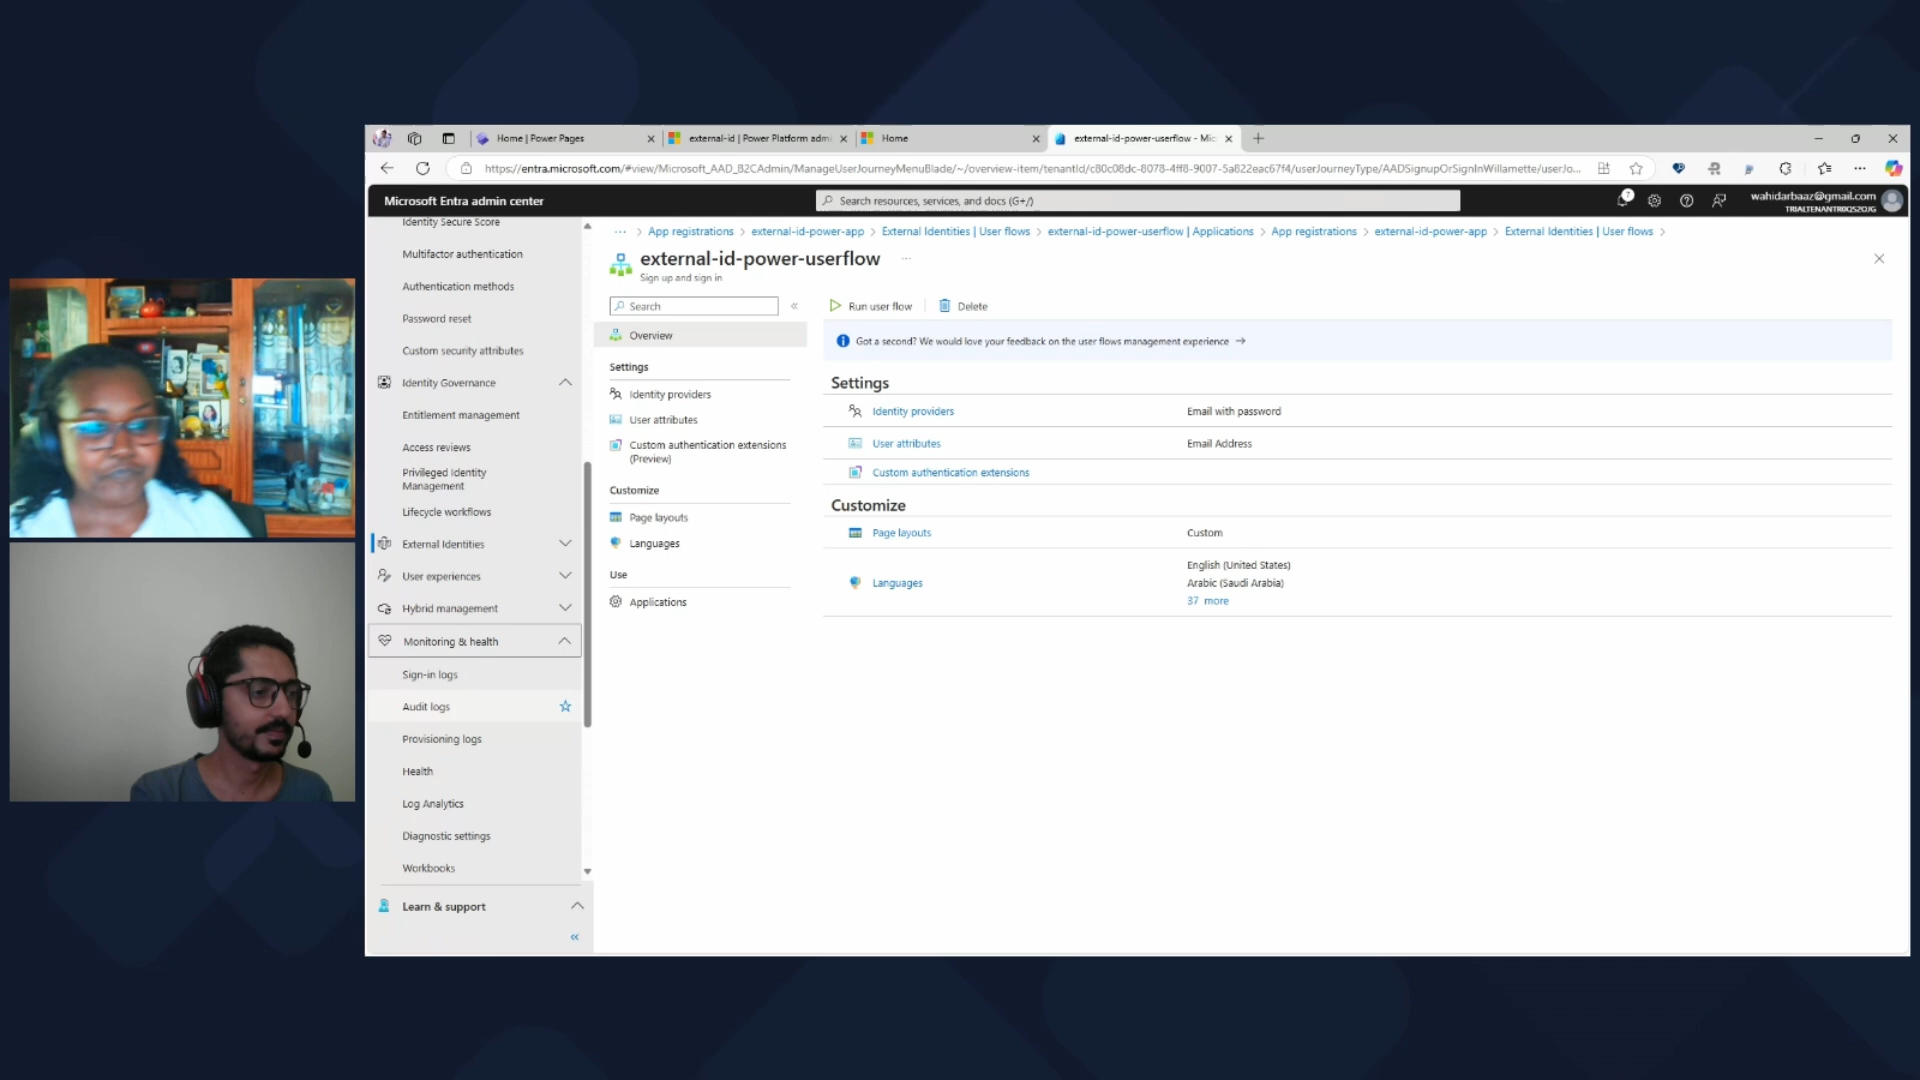 Home | Power Pages
external-id | Power Platform adm
Home
external-id-power-userflow - Mic
https://entra.microsoft.com/#view/Microsoft_AAD_B2CAdmin/ManageUserJourneyMenuBlade/~/overview-item/tenantId/c80c08dc-8078-4ff8-9007-5a822eac67f4/userJourneyType/AADSignupOrSignInWillamette/userJo...
Microsoft Entra admin center
Search resources, services, and docs (G+/)
7
wahidarbaaz@gmail.com
... > App registrations > external-id-power-app > External Identities | User flows > external-id-power-userflow | Applications > App registrations > external-id-power-app > External Identities | User flows >
Identity Secure Score
Multifactor authentication
Authentication methods
Password reset
Custom security attributes
Identity Governance
Entitlement management
Access reviews
Privileged Identity
Management
Lifecycle workflows
External Identities
User experiences
Hybrid management
Monitoring & health
Sign-in logs
Audit logs
Provisioning logs
Health
Log Analytics
Diagnostic settings
Workbooks
Learn & support
external-id-power-userflow ...
Sign up and sign in
Search
Overview
Settings
Identity providers
User attributes
Custom authentication extensions
(Preview)
Customize
Page layouts
Languages
Use
Applications
Run user flow
Delete
Got a second? We would love your feedback on the user flows management experience →
Settings
Identity providers Email with password
User attributes Email Address
Custom authentication extensions
Customize
Page layouts Custom
Languages English (United States)
Arabic (Saudi Arabia)
37 more